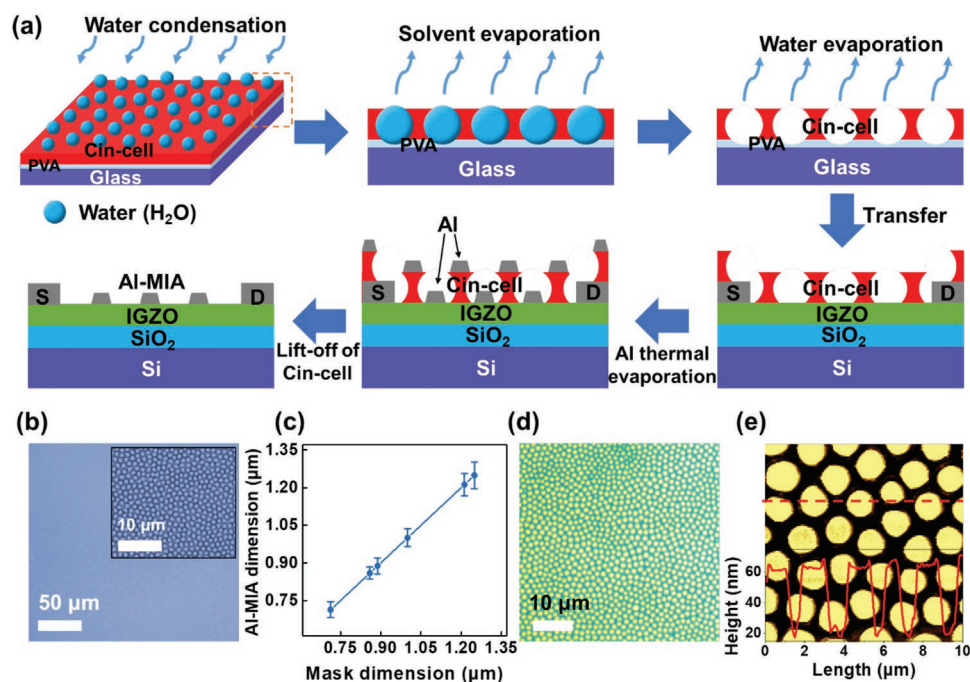 (a)
Water condensation
Solvent evaporation
Water evaporation
Cin-cell
PVA
Glass
PVA
Glass
Cin-cell
PVA
Glass
Water (H₂O)
Transfer
Al-MIA
S
D
IGZO
SiO₂
Si
Lift-off of
Cin-cell
Al
Cin-cell
S
D
IGZO
SiO₂
Si
Al thermal
evaporation
Cin-cell
S
D
IGZO
SiO₂
Si
(b)
10 μm
50 μm
(c)
Al-MIA dimension (μm)
1.35
1.20
1.05
0.90
0.75
0.75 0.90 1.05 1.20 1.35
Mask dimension (μm)
(d)
10 μm
(e)
Height (nm)
60
40
20
0 2 4 6 8 10
Length (μm)